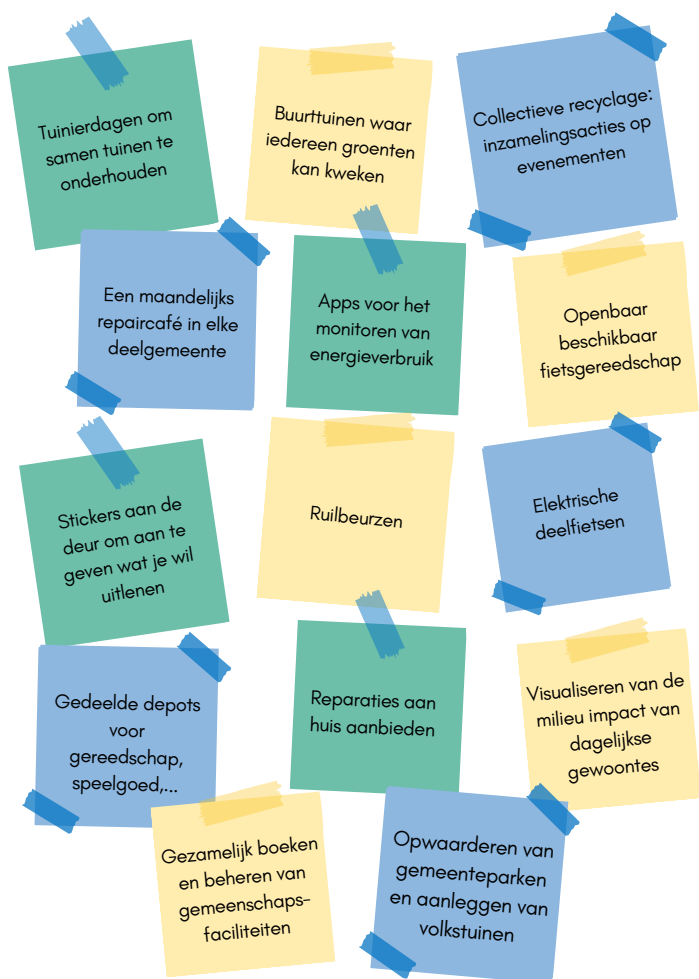 Tuinierdagen om
samen tuinen te
onderhouden
Buurttuinen waar
iedereen groenten
kan kweken
Collectieve recyclage:
inzamelingsacties op
evenementen
Een maandelijks
repaircafé in elke
deelgemeente
Apps voor het
monitoren van
energieverbruik
Openbaar
beschikbaar
fietsgereedschap
Stickers aan de
deur om aan te
geven wat je wil
uitlenen
Ruilbeurzen
Elektrische
deelfietsen
Gedeelde depots
voor
gereedschap,
speelgoed,...
Reparaties aan
huis aanbieden
Visualiseren van de
milieu impact van
dagelijkse
gewoontes
Gezamelijk boeken
en beheren van
gemeenschaps-
faciliteiten
Opwaarderen van
gemeenteparken
en aanleggen van
volkstuinen